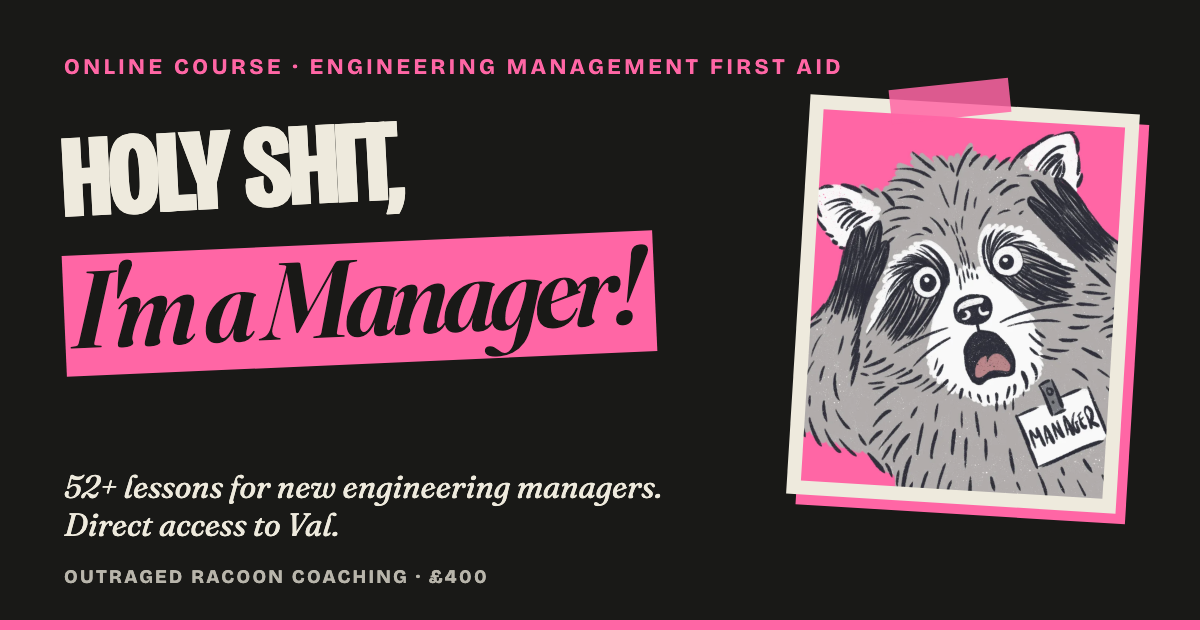 ONLINE COURSE · ENGINEERING MANAGEMENT FIRST AID
HOLY SHIT,
I'm a Manager!
MANAGER
52+ lessons for new engineering managers.
Direct access to Val.
OUTRAGED RACOON COACHING · £400